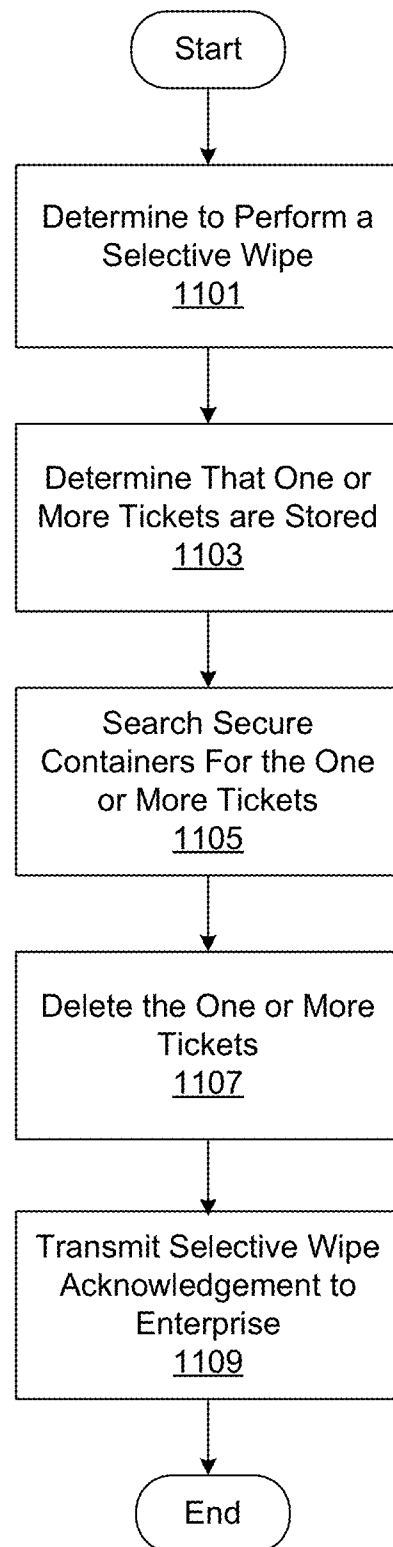 Start
Determine to Perform a
Selective Wipe
1101
Determine That One or
More Tickets are Stored
1103
Search Secure
Containers For the One
or More Tickets
1105
Delete the One or More
Tickets
1107
Transmit Selective Wipe
Acknowledgement to
Enterprise
1109
End